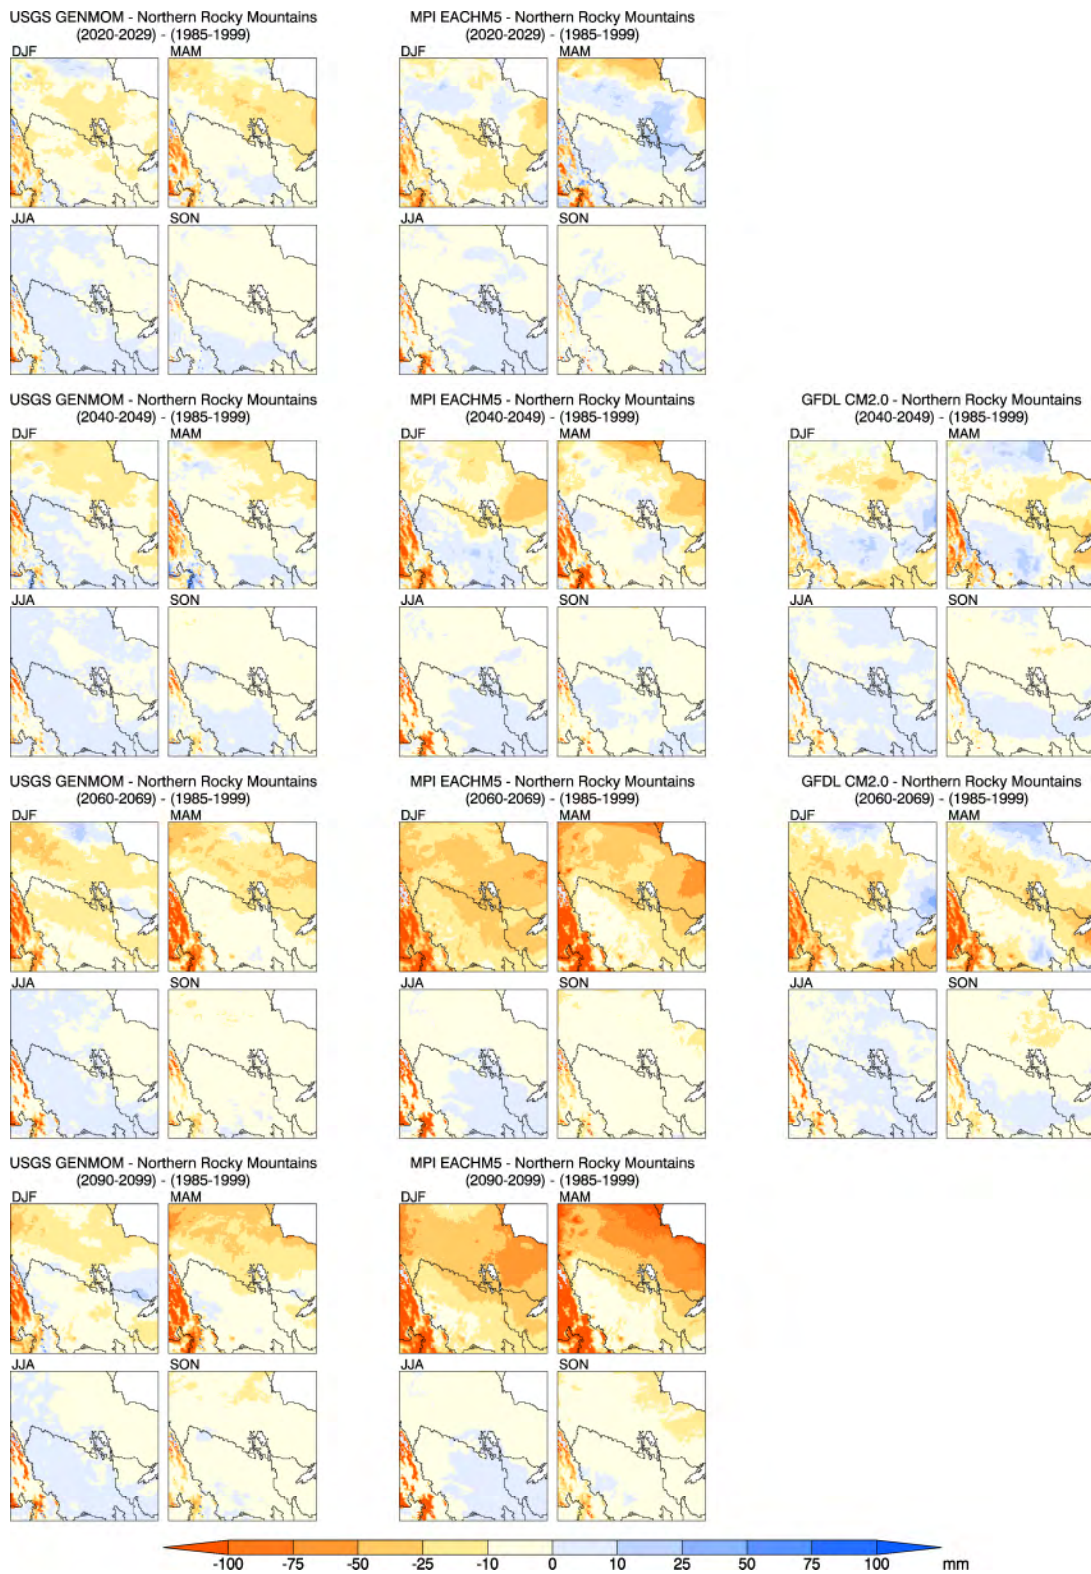 USGS GENMOM - Northern Rocky Mountains
(2020-2029) - (1985-1999)
DJF
MAM
JJA
SON
MPI EACHM5 - Northern Rocky Mountains
(2020-2029) - (1985-1999)
DJF
MAM
JJA
SON
USGS GENMOM - Northern Rocky Mountains
(2040-2049) - (1985-1999)
DJF
MAM
JJA
SON
MPI EACHM5 - Northern Rocky Mountains
(2040-2049) - (1985-1999)
DJF
MAM
JJA
SON
GFDL CM2.0 - Northern Rocky Mountains
(2040-2049) - (1985-1999)
DJF
MAM
JJA
SON
USGS GENMOM - Northern Rocky Mountains
(2060-2069) - (1985-1999)
DJF
MAM
JJA
SON
MPI EACHM5 - Northern Rocky Mountains
(2060-2069) - (1985-1999)
DJF
MAM
JJA
SON
GFDL CM2.0 - Northern Rocky Mountains
(2060-2069) - (1985-1999)
DJF
MAM
JJA
SON
USGS GENMOM - Northern Rocky Mountains
(2090-2099) - (1985-1999)
DJF
MAM
JJA
SON
MPI EACHM5 - Northern Rocky Mountains
(2090-2099) - (1985-1999)
DJF
MAM
JJA
SON
-100 -75 -50 -25 -10 0 10 25 50 75 100 mm